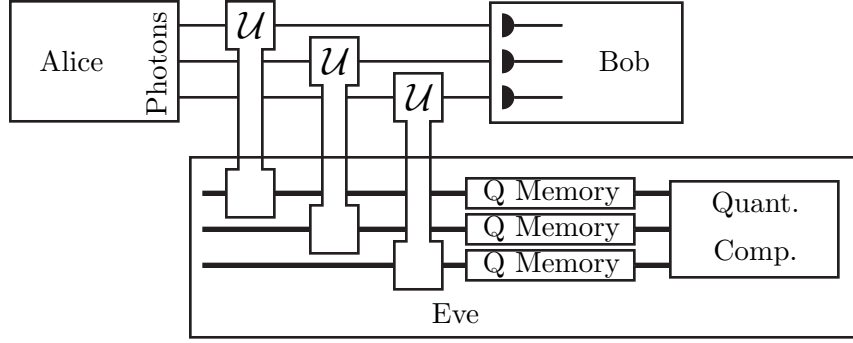 Alice
Photons
𝒰
𝒰
𝒰
Bob
Q Memory
Q Memory
Q Memory
Quant.
Comp.
Eve